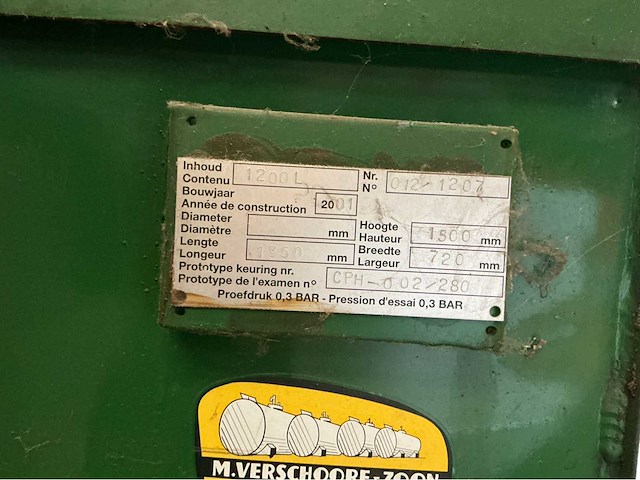 Inhoud
Contenu 1200 L Nr.
N° 012/1207
Bouwjaar
Année de construction 2001
Diameter
Diamètre mm Hoogte
Hauteur 1500 mm
Lengte
Longeur 1350 mm Breedte
Largeur 720 mm
Prototype keuring nr.
Prototype de l'examen n° CPH-002/280
Proefdruk 0,3 BAR - Pression d'essai 0,3 BAR
M.VERSCHOORE-ZOON